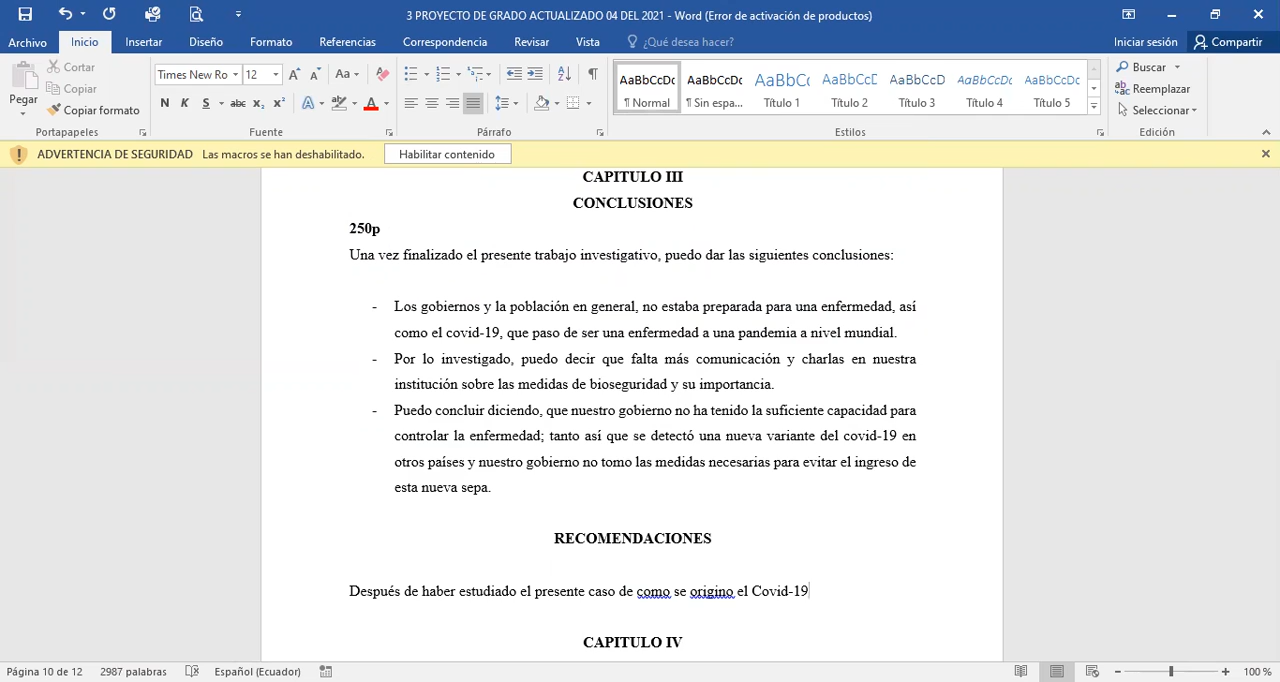 3 PROYECTO DE GRADO ACTUALIZADO 04 DEL 2021 - Word (Error de activación de productos)
Archivo Inicio Insertar Diseño Formato Referencias Correspondencia Revisar Vista ¿Qué desea hacer? Iniciar sesión Compartir
Pegar
Cortar
Copiar
Copiar formato
Portapapeles
Times New Ro 12 A A Aa
N K S abc x₂ x² A A
Fuente
Párrafo
AaBbCcDc AaBbCcDc AaBbCc AaBbCcD AaBbCcD AaBbCcDc AaBbCcDc
¶ Normal ¶ Sin espa... Título 1 Título 2 Título 3 Título 4 Título 5
Estilos
Buscar
Reemplazar
Seleccionar
Edición
ADVERTENCIA DE SEGURIDAD Las macros se han deshabilitado. Habilitar contenido
CAPITULO III
CONCLUSIONES
250p
Una vez finalizado el presente trabajo investigativo, puedo dar las siguientes conclusiones:
- Los gobiernos y la población en general, no estaba preparada para una enfermedad, así
como el covid-19, que paso de ser una enfermedad a una pandemia a nivel mundial.
- Por lo investigado, puedo decir que falta más comunicación y charlas en nuestra
institución sobre las medidas de bioseguridad y su importancia.
- Puedo concluir diciendo, que nuestro gobierno no ha tenido la suficiente capacidad para
controlar la enfermedad; tanto así que se detectó una nueva variante del covid-19 en
otros países y nuestro gobierno no tomo las medidas necesarias para evitar el ingreso de
esta nueva sepa.
RECOMENDACIONES
Después de haber estudiado el presente caso de como se origino el Covid-19
CAPITULO IV
Página 10 de 12 2987 palabras Español (Ecuador) 100 %